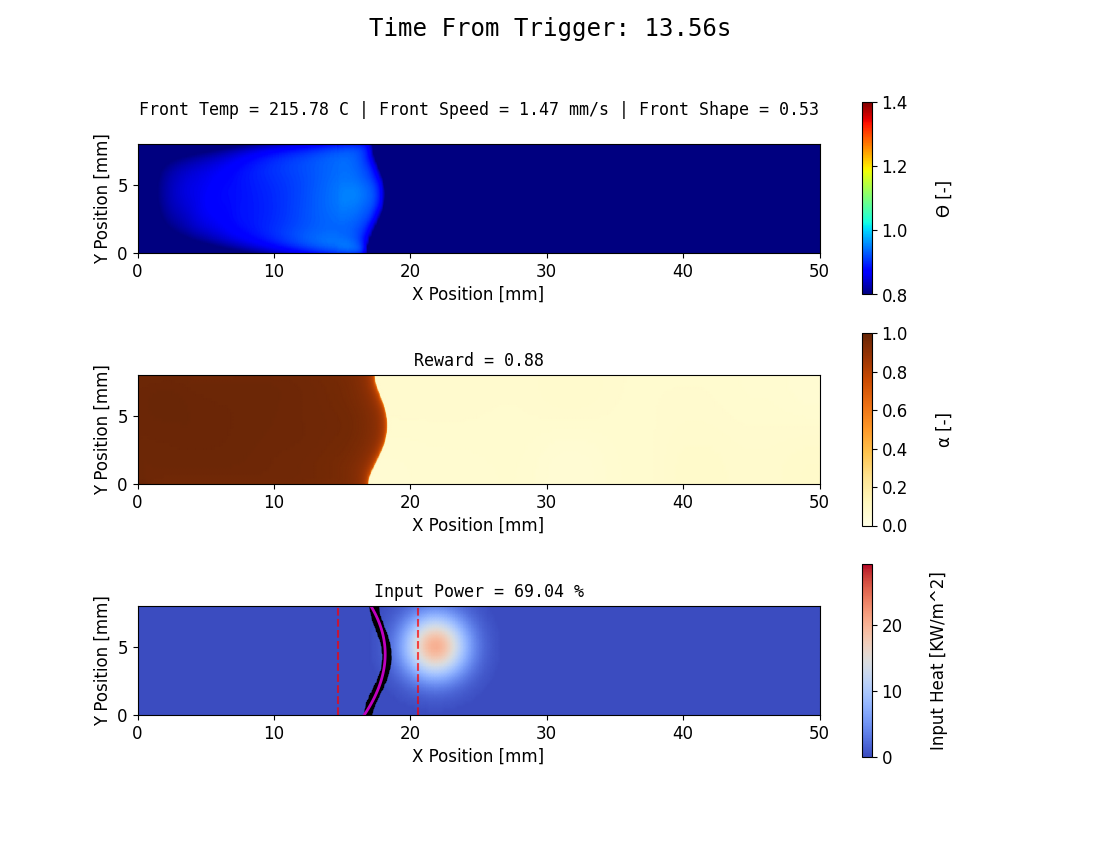 Time From Trigger: 13.56s
Front Temp = 215.78 C | Front Speed = 1.47 mm/s | Front Shape = 0.53
Y Position [mm]
5
0
0 10 20 30 40 50
X Position [mm]
1.4
1.2
1.0
0.8
Θ [-]
Reward = 0.88
Y Position [mm]
5
0
0 10 20 30 40 50
X Position [mm]
1.0
0.8
0.6
0.4
0.2
0.0
α [-]
Input Power = 69.04 %
Y Position [mm]
5
0
0 10 20 30 40 50
X Position [mm]
20
10
0
Input Heat [KW/m^2]